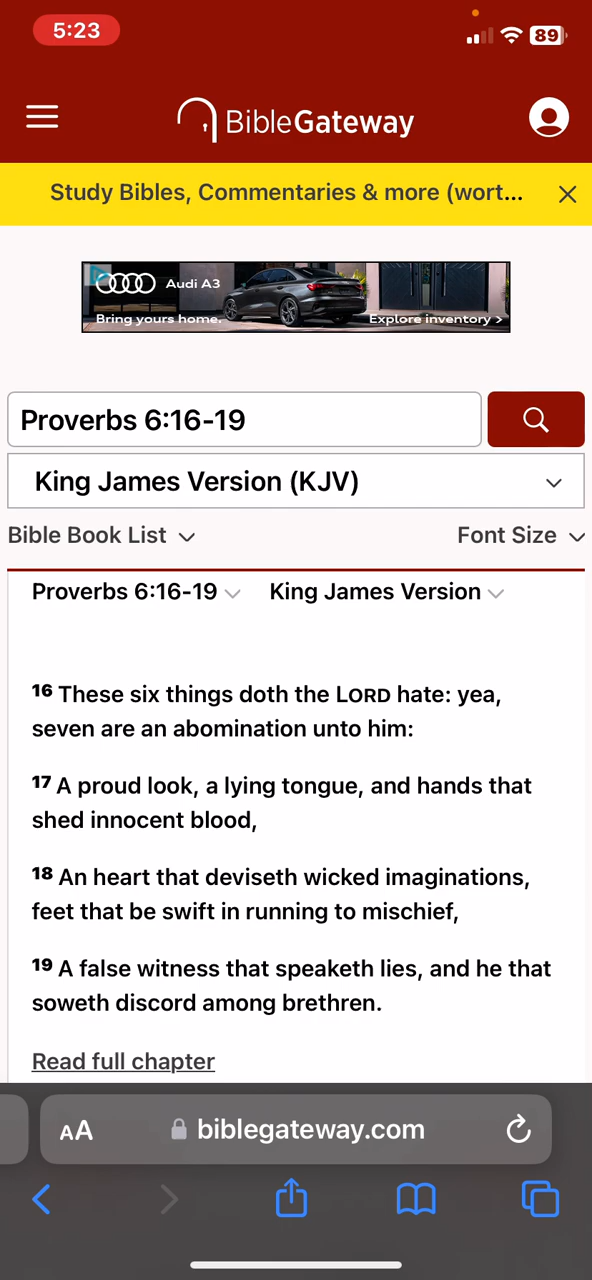 5:23
89
BibleGateway
Study Bibles, Commentaries & more (wort...
Audi A3
Bring yours home.
Explore inventory >
Proverbs 6:16-19
King James Version (KJV)
Bible Book List
Font Size
Proverbs 6:16-19 King James Version
16 These six things doth the LORD hate: yea,
seven are an abomination unto him:
17 A proud look, a lying tongue, and hands that
shed innocent blood,
18 An heart that deviseth wicked imaginations,
feet that be swift in running to mischief,
19 A false witness that speaketh lies, and he that
soweth discord among brethren.
Read full chapter
AA biblegateway.com